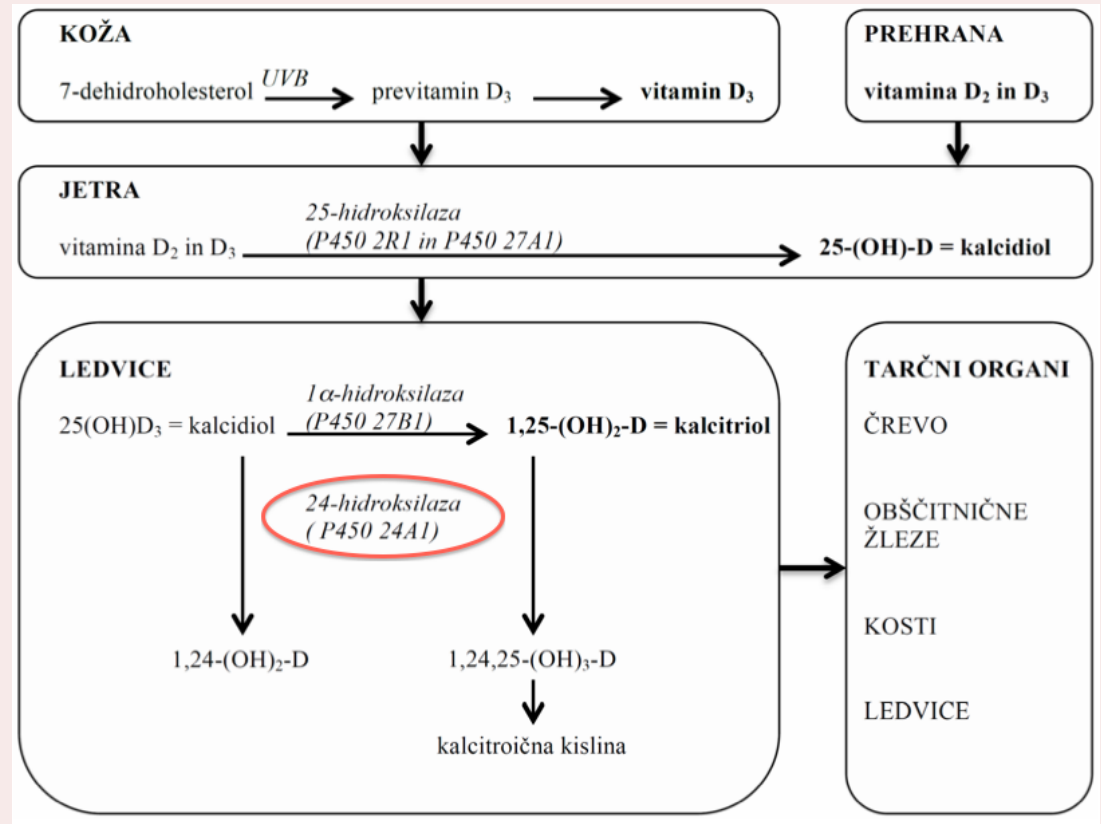 KOŽA
7-dehidroholesterol UVB previtamin D₃ vitamin D₃
PREHRANA
vitamina D₂ in D₃
JETRA
25-hidroksilaza
(P450 2R1 in P450 27A1)
vitamina D₂ in D₃ 25-(OH)-D = kalcidiol
LEDVICE
1α-hidroksilaza
(P450 27B1)
25(OH)D₃ = kalcidiol 1,25-(OH)₂-D = kalcitriol
24-hidroksilaza
( P450 24A1)
1,24-(OH)₂-D 1,24,25-(OH)₃-D
kalcitroična kislina
TARČNI ORGANI
ČREVO
OBŠČITNIČNE
ŽLEZE
KOSTI
LEDVICE